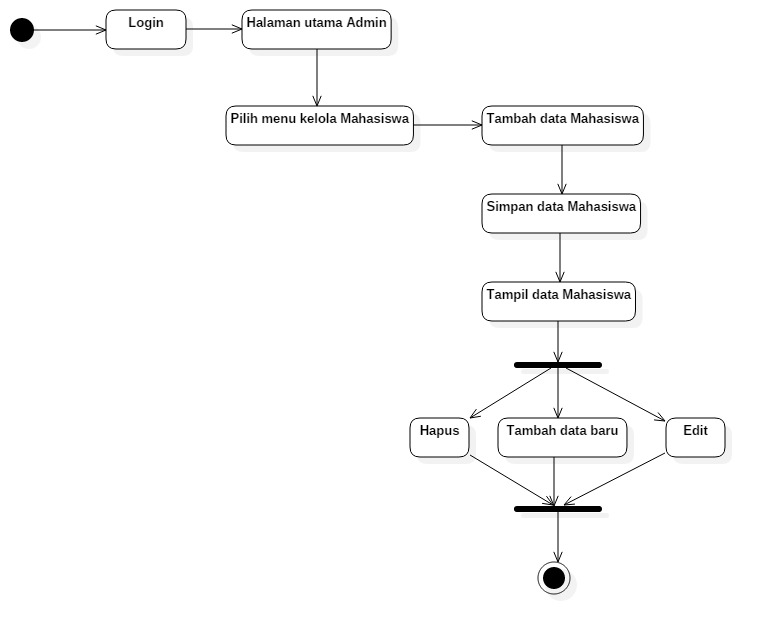 Login
Halaman utama Admin
Pilih menu kelola Mahasiswa
Tambah data Mahasiswa
Simpan data Mahasiswa
Tampil data Mahasiswa
Hapus
Tambah data baru
Edit